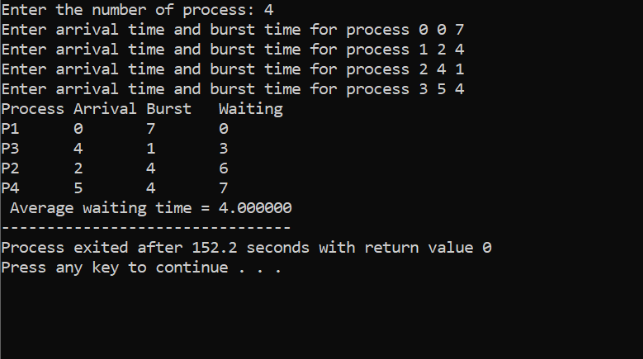 Enter the number of process: 4
Enter arrival time and burst time for process 0 0 7
Enter arrival time and burst time for process 1 2 4
Enter arrival time and burst time for process 2 4 1
Enter arrival time and burst time for process 3 5 4
Process Arrival Burst   Waiting
P1      0       7       0
P3      4       1       3
P2      2       4       6
P4      5       4       7
 Average waiting time = 4.000000
--------------------------------
Process exited after 152.2 seconds with return value 0
Press any key to continue . . .